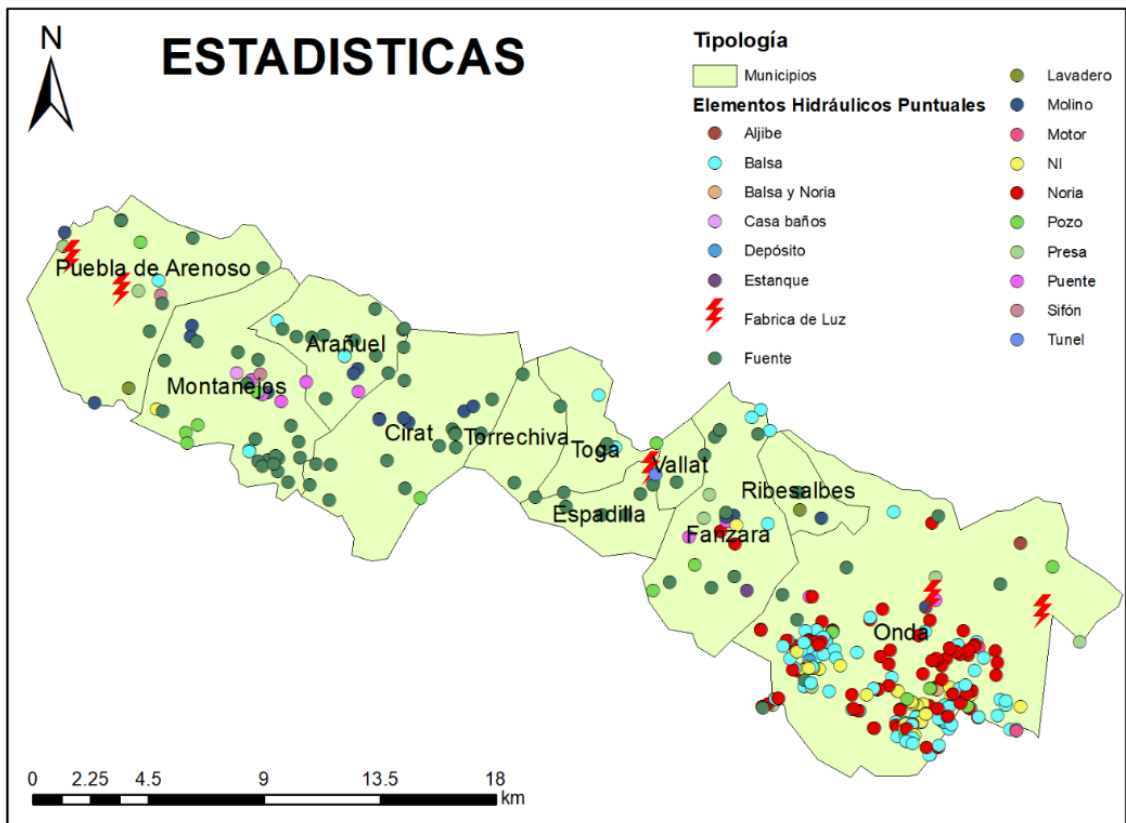 N
ESTADISTICAS
Tipología
Municipios
Elementos Hidráulicos Puntuales
Aljibe
Balsa
Balsa y Noria
Casa baños
Depósito
Estanque
Fabrica de Luz
Fuente
Lavadero
Molino
Motor
NI
Noria
Pozo
Presa
Puente
Sifón
Tunel
Puebla de Arenoso
Arañuel
Montanejos
Cirat
Torrechiva
Toga
Vallat
Espadilla
Ribesalbes
Fanzara
Onda
0 2.25 4.5 9 13.5 18
km